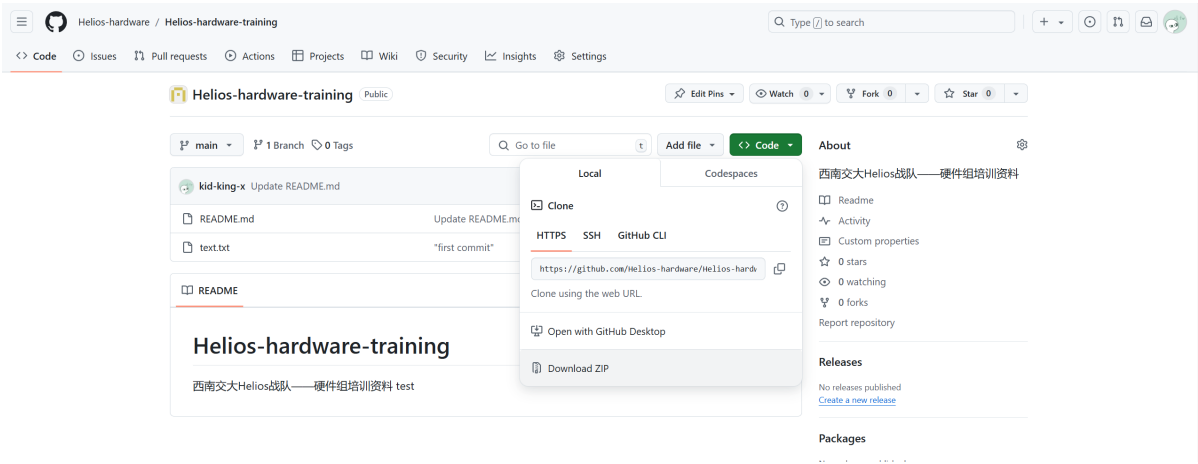 Helios-hardware / Helios-hardware-training
Type / to search
Code Issues Pull requests Actions Projects Wiki Security Insights Settings
Helios-hardware-training Public
Edit Pins Watch 0 Fork 0 Star 0
main 1 Branch 0 Tags
Go to file t Add file Code
kid-king-x Update README.md
README.md Update README.md
text.txt "first commit"
Local Codespaces
Clone
HTTPS SSH GitHub CLI
https://github.com/Helios-hardware/Helios-hardw
Clone using the web URL.
Open with GitHub Desktop
Download ZIP
README
Helios-hardware-training
西南交大Helios战队——硬件组培训资料 test
About
西南交大Helios战队——硬件组培训资料
Readme
Activity
Custom properties
0 stars
0 watching
0 forks
Report repository
Releases
No releases published
Create a new release
Packages